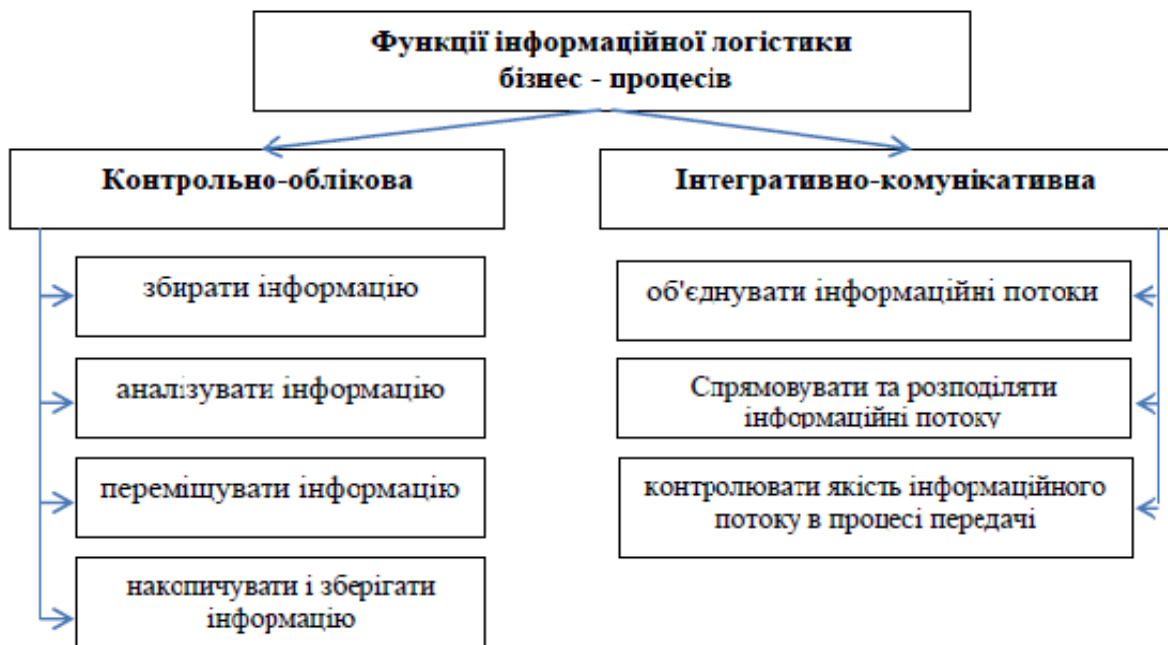 Функції інформаційної логістики
бізнес - процесів
Контрольно-облікова
збирати інформацію
аналізувати інформацію
переміщувати інформацію
накопичувати і зберігати
інформацію
Інтегративно-комунікативна
об'єднувати інформаційні потоки
Спрямовувати та розподіляти
інформаційні потоку
контролювати якість інформаційного
потоку в процесі передачі